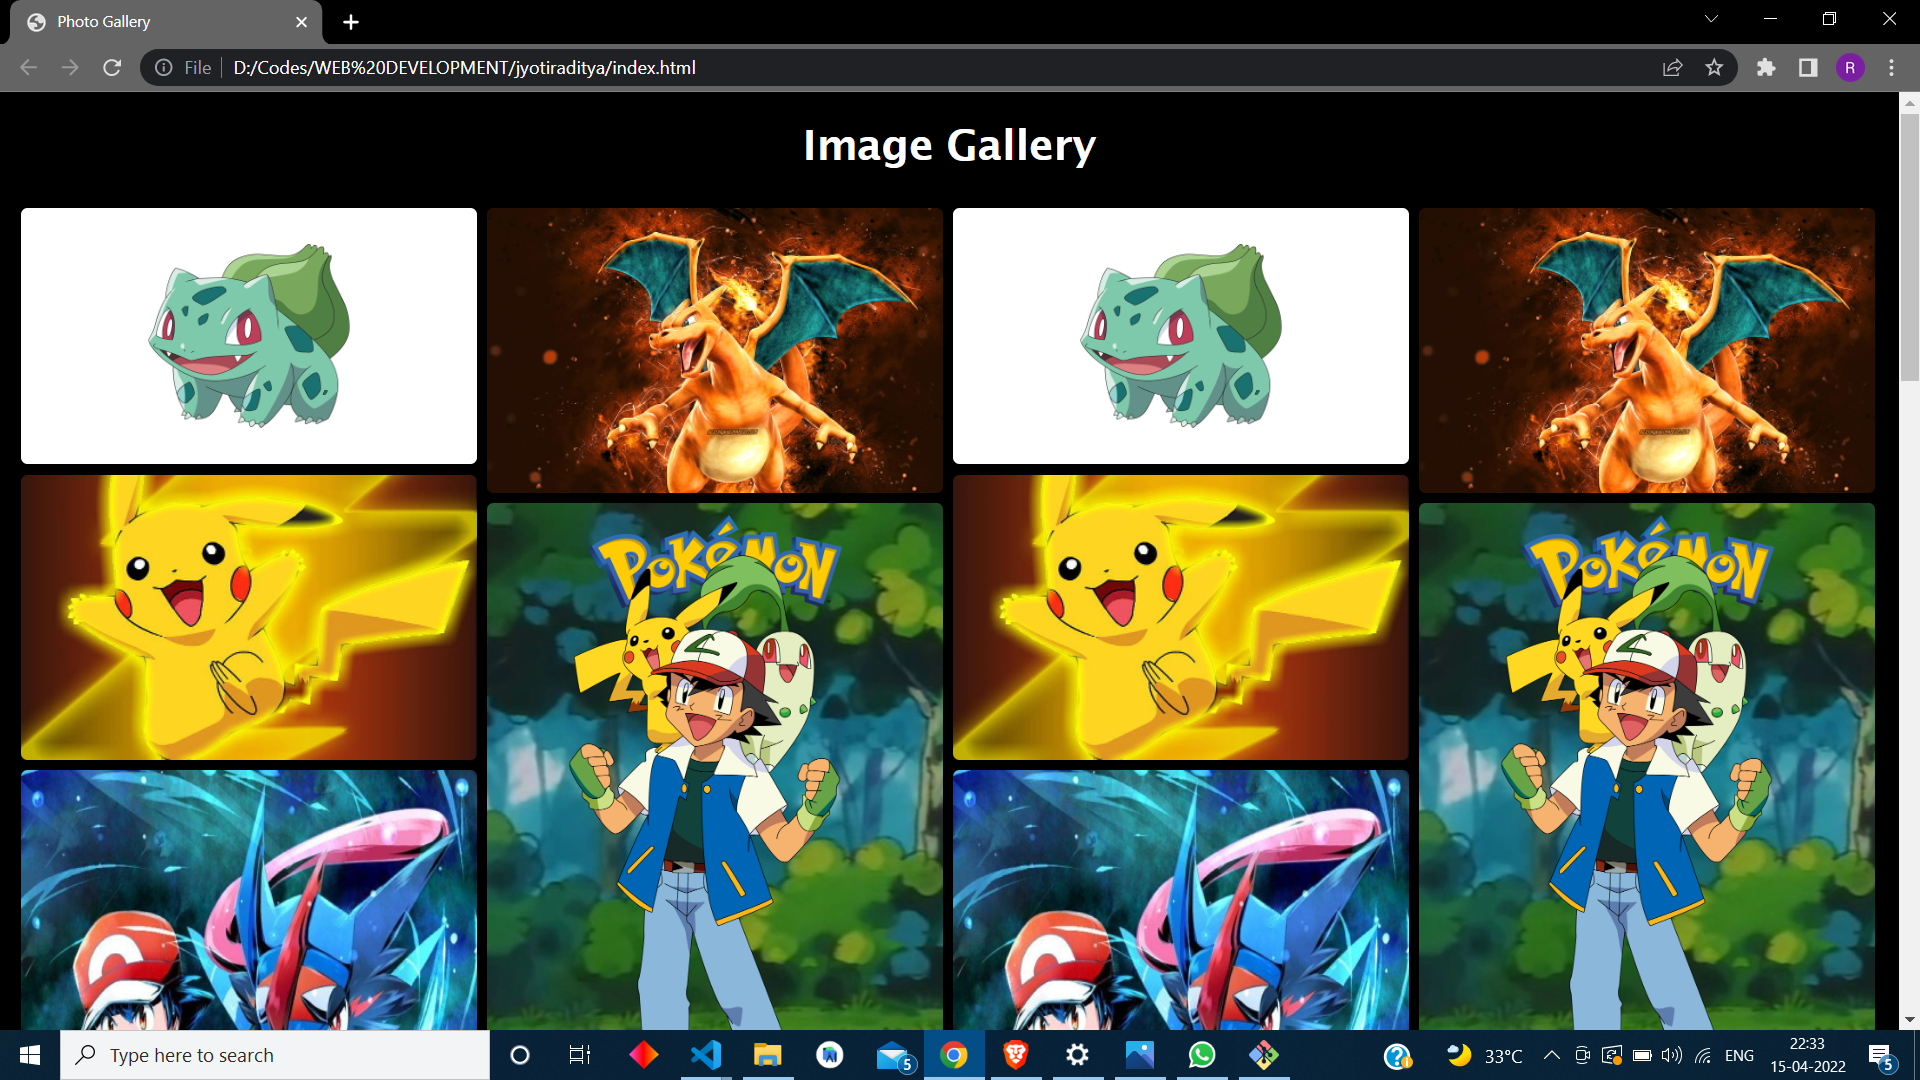 Photo Gallery
File
D:/Codes/WEB%20DEVELOPMENT/jyotiraditya/index.html
R
Image Gallery
POKÉMON
POKÉMON
Type here to search
5
33°C
ENG
22:33
15-04-2022
5